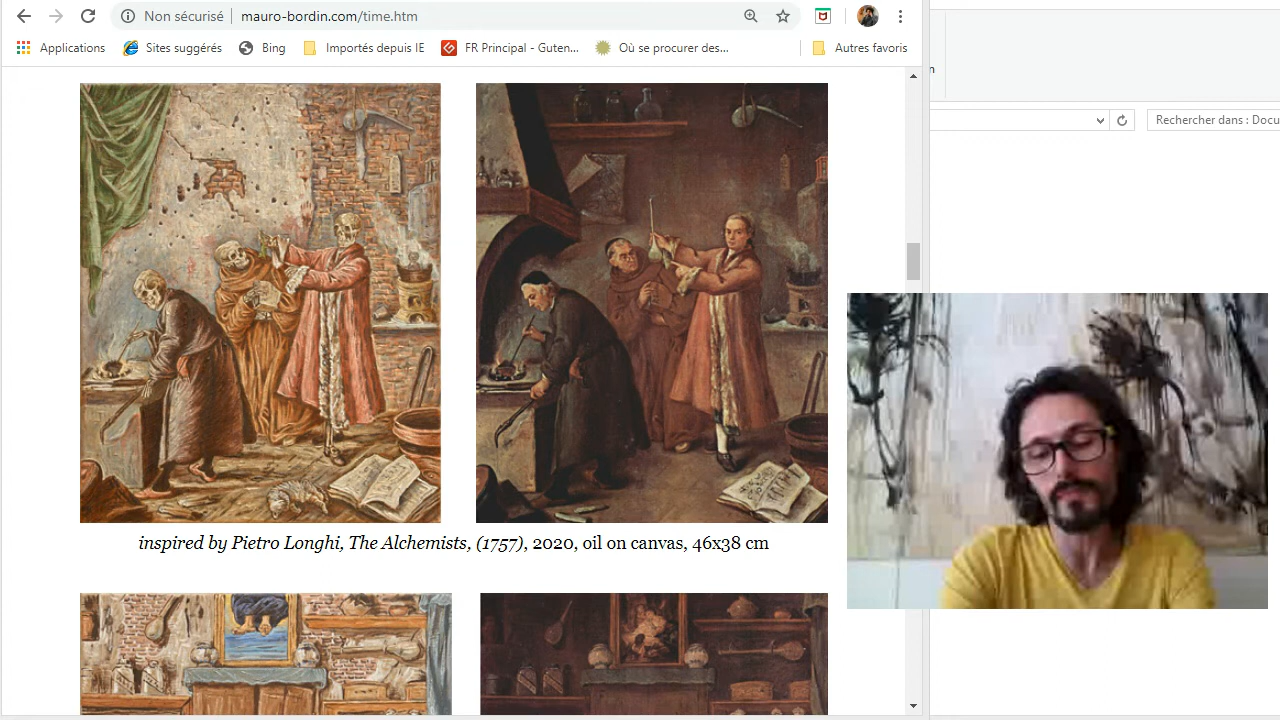 Non sécurisé mauro-bordin.com/time.htm
Applications Sites suggérés Bing Importés depuis IE FR Principal - Guten... Où se procurer des... Autres favoris
n
Rechercher dans : Docu
inspired by Pietro Longhi, The Alchemists, (1757), 2020, oil on canvas, 46x38 cm